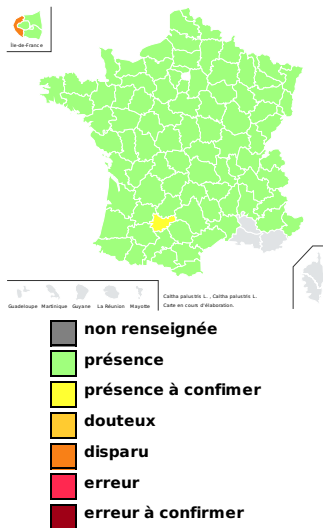 Île-de-France
Guadeloupe Martinique Guyane La Réunion Mayotte
Caltha palustris L. , Caltha palustris L.
Carte en cours d'élaboration.
non renseignée
présence
présence à confimer
douteux
disparu
erreur
erreur à confirmer